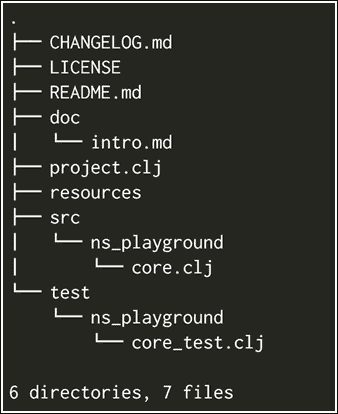 .
├── CHANGELOG.md
├── LICENSE
├── README.md
├── doc
│   └── intro.md
├── project.clj
├── resources
├── src
│   └── ns_playground
│       └── core.clj
└── test
    └── ns_playground
        └── core_test.clj

6 directories, 7 files